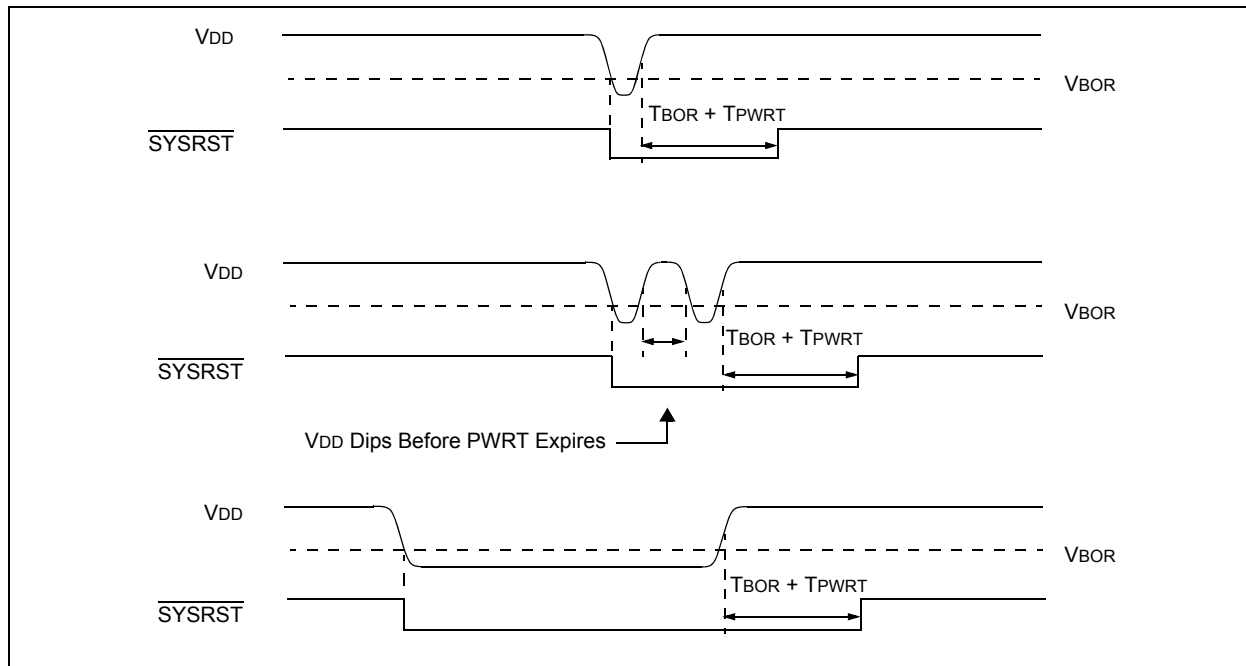 VDD
VBOR
TBOR + TPWRT
SYSRST
VDD
VBOR
TBOR + TPWRT
SYSRST
VDD Dips Before PWRT Expires
VDD
VBOR
TBOR + TPWRT
SYSRST